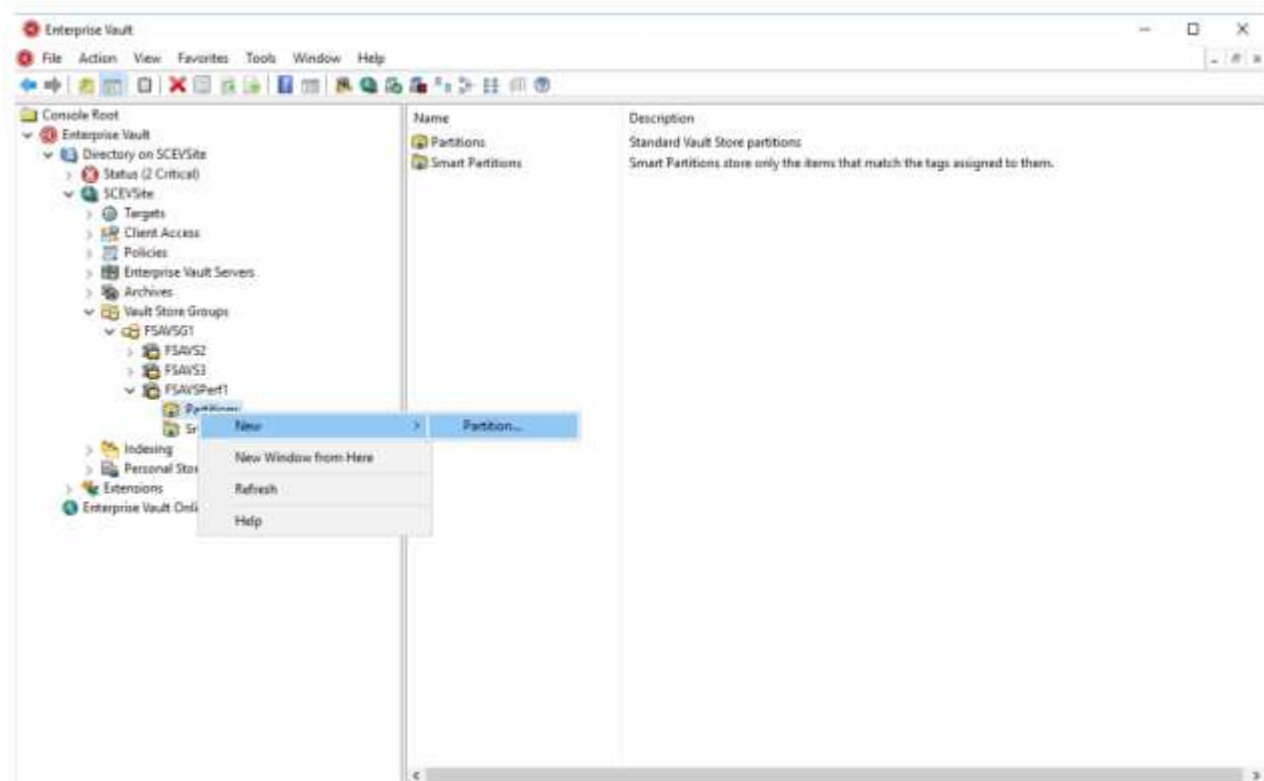 Enterprise Vault
File Action View Favorites Tools Window Help
Console Root
Enterprise Vault
Directory on SCEVSite
Status (2 Critical)
SCEVSite
Targets
Client Access
Policies
Enterprise Vault Servers
Archives
Vault Store Groups
FSAVSG1
FSAVS2
FSAVS3
FSAVSPerf1
Partitions
Indexing
Personal
Extensions
Enterprise Vault
Name Description
Partitions Standard Vault Store partitions
Smart Partitions Smart Partitions store only the items that match the tags assigned to them.
New Partition...
New Window from Here
Refresh
Help